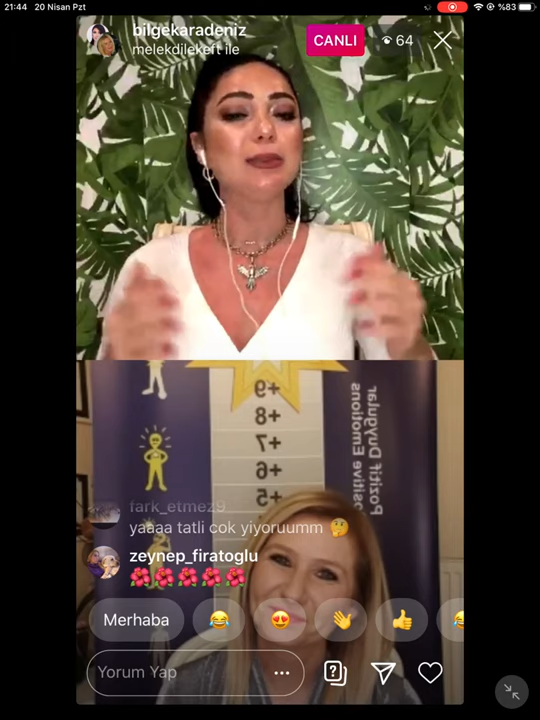 21:44 20 Nisan Pzt
%83
bilgekaradeniz
melekdilekeft ile
CANLI
64
9+
8+
7+
6+
5+
Positive Emotions
Pozitif Duygular
fark_etmez9
yaaaa tatli cok yiyoruumm 🤔
zeynep_firatoglu
🌺🌺🌺🌺🌺
Merhaba 😂 😍 👋 👍 😂
Yorum Yap